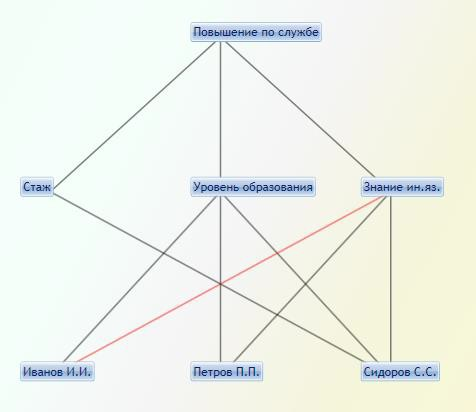 Повышение по службе
Стаж
Уровень образования
Знание ин.яз.
Иванов И.И.
Петров П.П.
Сидоров С.С.